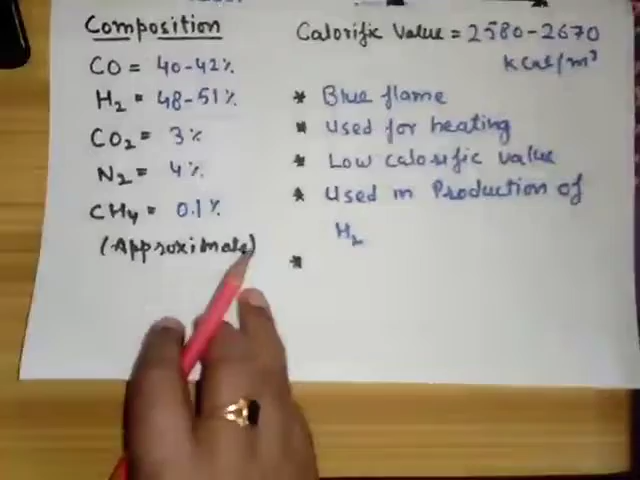 Composition
CO = 40-42%
H2 = 48-51%
CO2 = 3%
N2 = 4%
CH4 = 0.1%
(Approximate)
Calorific Value = 2580-2670
Kcal/m³
* Blue flame
* Used for heating
* Low calorific value
* Used in Production of
H2
*